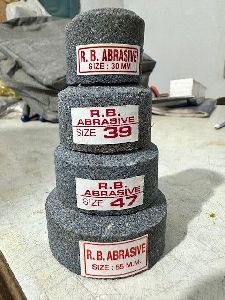 R.B. ABRASIVE
SIZE : 30 MM
R.B.
ABRASIVE
SIZE 39
R.B.
ABRASIVE
SIZE 47
R.B. ABRASIVE
SIZE : 55 M.M.